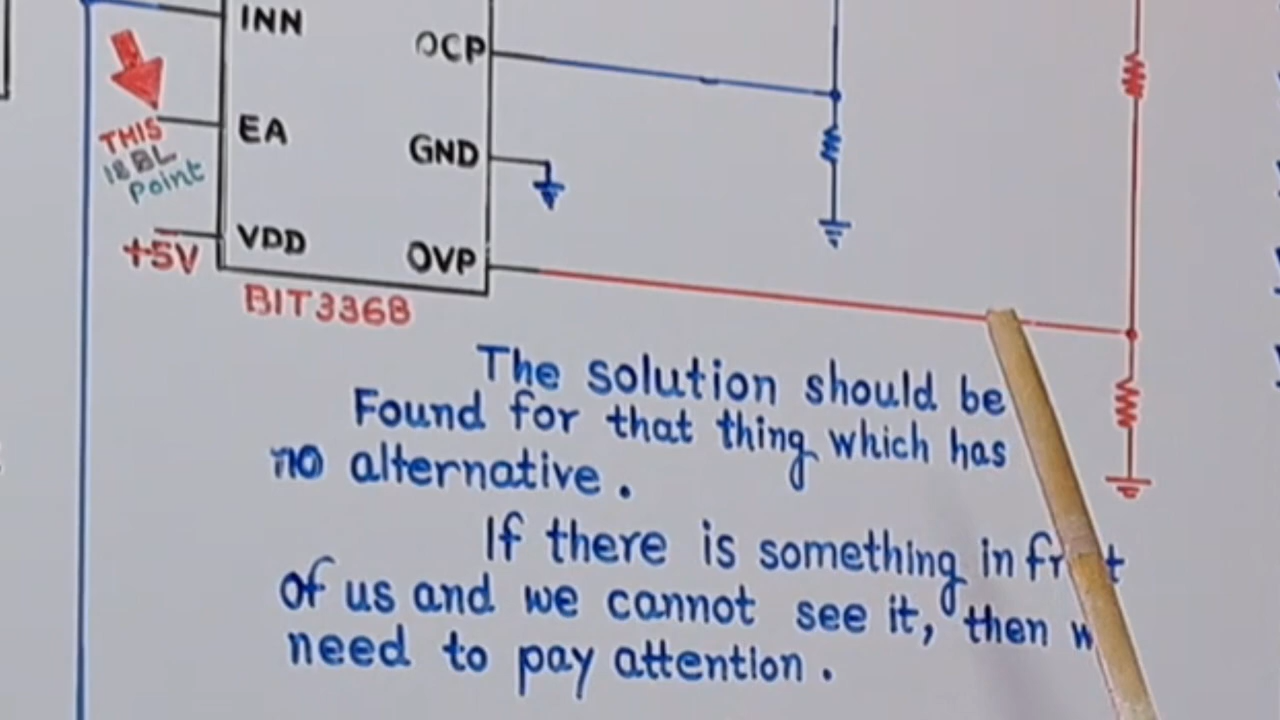 INN
OCP
THIS
IS BL
Point
EA
GND
+5V
VDD
OVP
BIT3368
The solution should be
Found for that thing which has
no alternative.
If there is something in
of us and we cannot see it, then
need to pay attention.